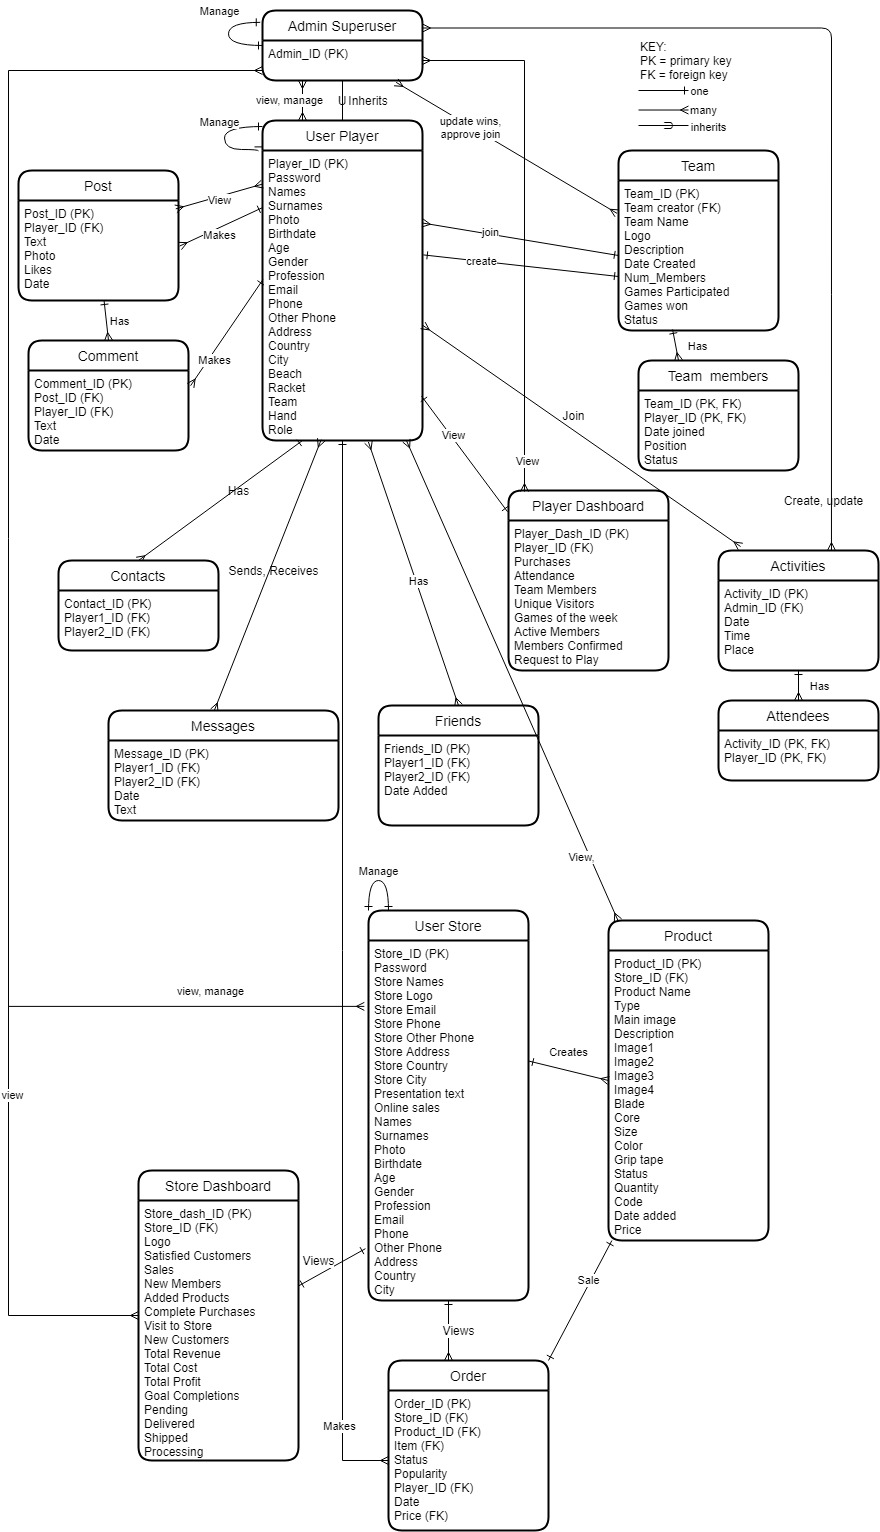 Manage
Admin Superuser
Admin_ID (PK)
KEY:
PK = primary key
FK = foreign key
one
many
inherits
view, manage
Inherits
update wins,
approve join
Manage
User Player
Player_ID (PK)
Password
Names
Surnames
Photo
Birthdate
Age
Gender
Profession
Email
Phone
Other Phone
Address
Country
City
Beach
Racket
Team
Hand
Role
Post
Post_ID (PK)
Player_ID (FK)
Text
Photo
Likes
Date
View
Makes
Has
Makes
Comment
Comment_ID (PK)
Post_ID (FK)
Player_ID (FK)
Text
Date
Team
Team_ID (PK)
Team creator (FK)
Team Name
Logo
Description
Date Created
Num_Members
Games Participated
Games won
Status
join
create
Has
Team  members
Team_ID (PK, FK)
Player_ID (PK, FK)
Date joined
Position
Status
Join
View
View
Create, update
Player Dashboard
Player_Dash_ID (PK)
Player_ID (FK)
Purchases
Attendance
Team Members
Unique Visitors
Games of the week
Active Members
Members Confirmed
Request to Play
Activities
Activity_ID (PK)
Admin_ID (FK)
Date
Time
Place
Has
Attendees
Activity_ID (PK, FK)
Player_ID (PK, FK)
Has
Contacts
Contact_ID (PK)
Player1_ID (FK)
Player2_ID (FK)
Sends, Receives
Has
Messages
Message_ID (PK)
Player1_ID (FK)
Player2_ID (FK)
Date
Text
Friends
Friends_ID (PK)
Player1_ID (FK)
Player2_ID (FK)
Date Added
View,
Manage
User Store
Store_ID (PK)
Password
Store Names
Store Logo
Store Email
Store Phone
Store Other Phone
Store Address
Store Country
Store City
Presentation text
Online sales
Names
Surnames
Photo
Birthdate
Age
Gender
Profession
Email
Phone
Other Phone
Address
Country
City
Product
Product_ID (PK)
Store_ID (FK)
Product Name
Type
Main image
Description
Image1
Image2
Image3
Image4
Blade
Core
Size
Color
Grip tape
Status
Quantity
Code
Date added
Price
view, manage
Creates
view
Store Dashboard
Store_dash_ID (PK)
Store_ID (FK)
Logo
Satisfied Customers
Sales
New Members
Added Products
Complete Purchases
Visit to Store
New Customers
Total Revenue
Total Cost
Total Profit
Goal Completions
Pending
Delivered
Shipped
Processing
Views
Sale
Views
Makes
Order
Order_ID (PK)
Store_ID (FK)
Product_ID (FK)
Item (FK)
Status
Popularity
Player_ID (FK)
Date
Price (FK)